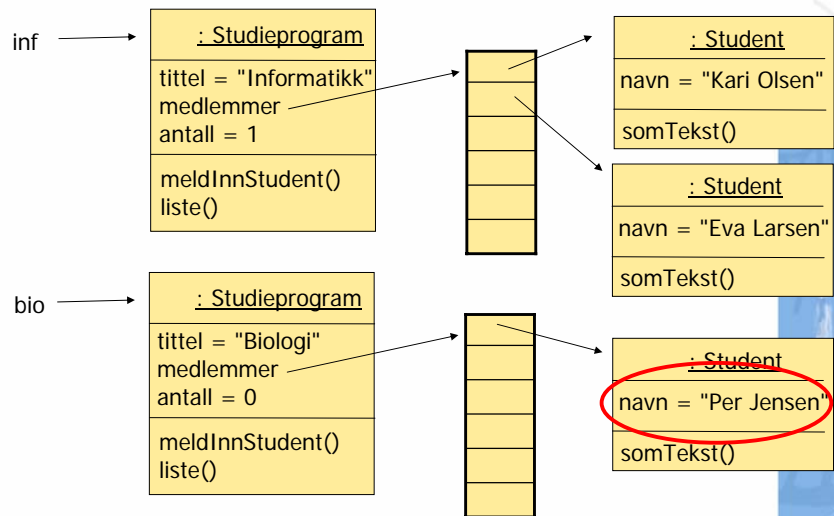 inf
: Studieprogram
tittel = "Informatikk"
medlemmer
antall = 1
meldInnStudent()
liste()
: Student
navn = "Kari Olsen"
somTekst()
: Student
navn = "Eva Larsen"
somTekst()
bio
: Studieprogram
tittel = "Biologi"
medlemmer
antall = 0
meldInnStudent()
liste()
: Student
navn = "Per Jensen"
somTekst()